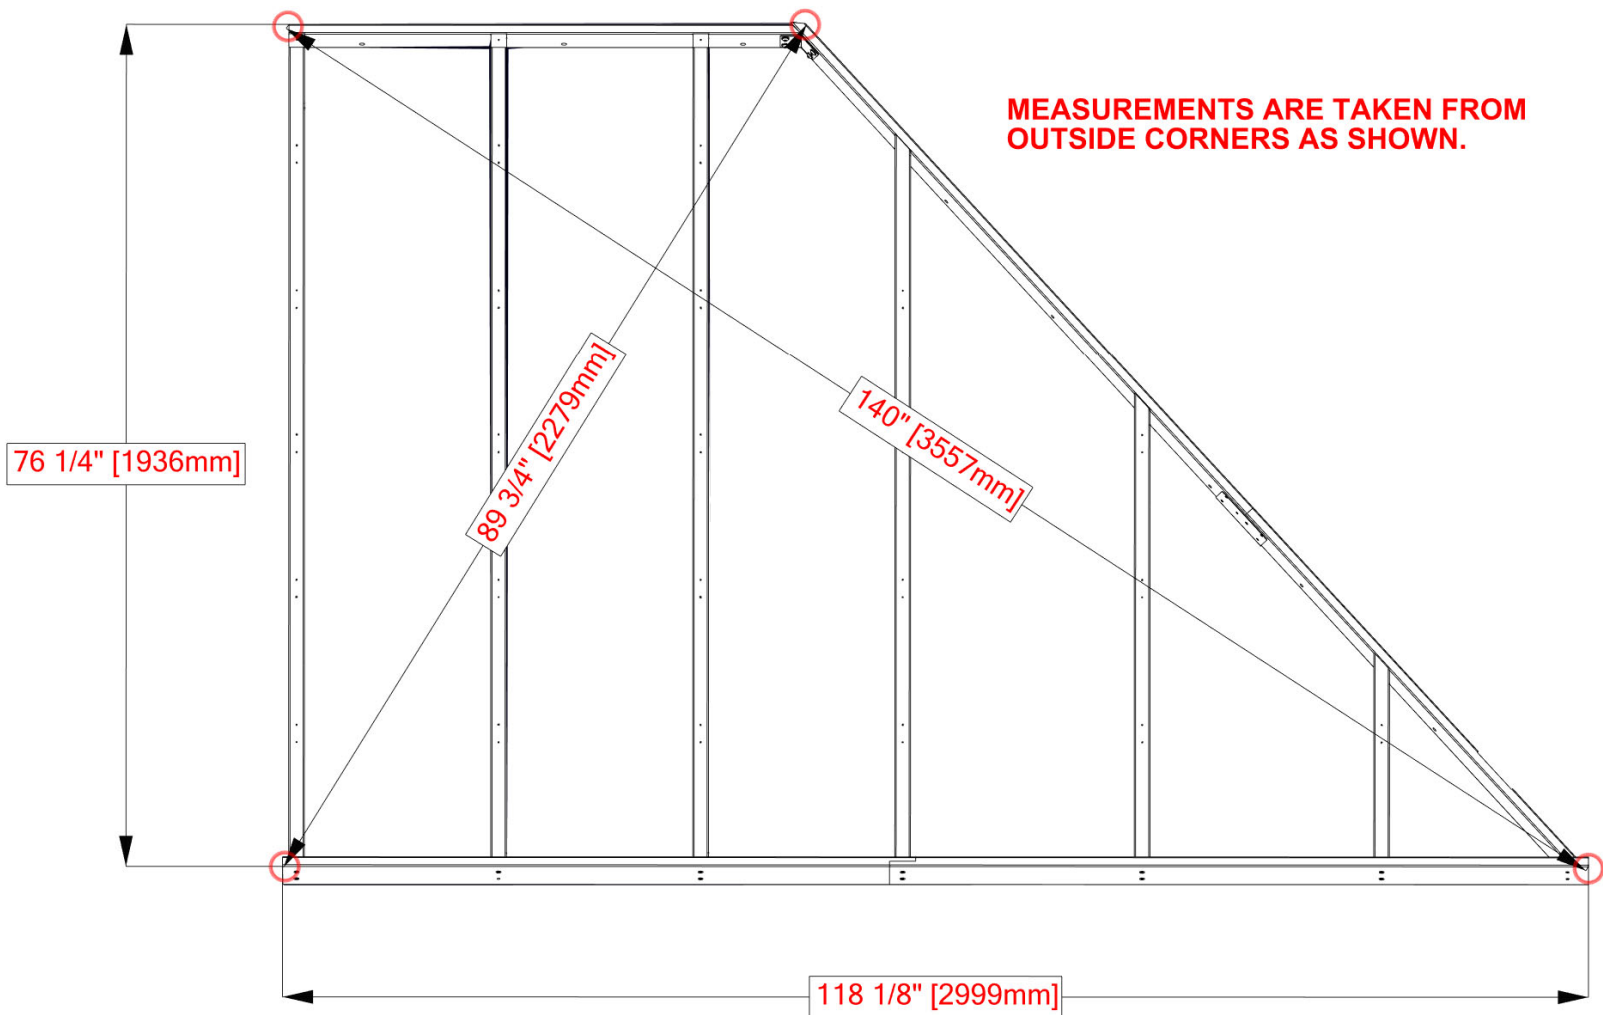 MEASUREMENTS ARE TAKEN FROM
OUTSIDE CORNERS AS SHOWN.
76 1/4" [1936mm]
89 3/4" [2279mm]
140" [3557mm]
118 1/8" [2999mm]